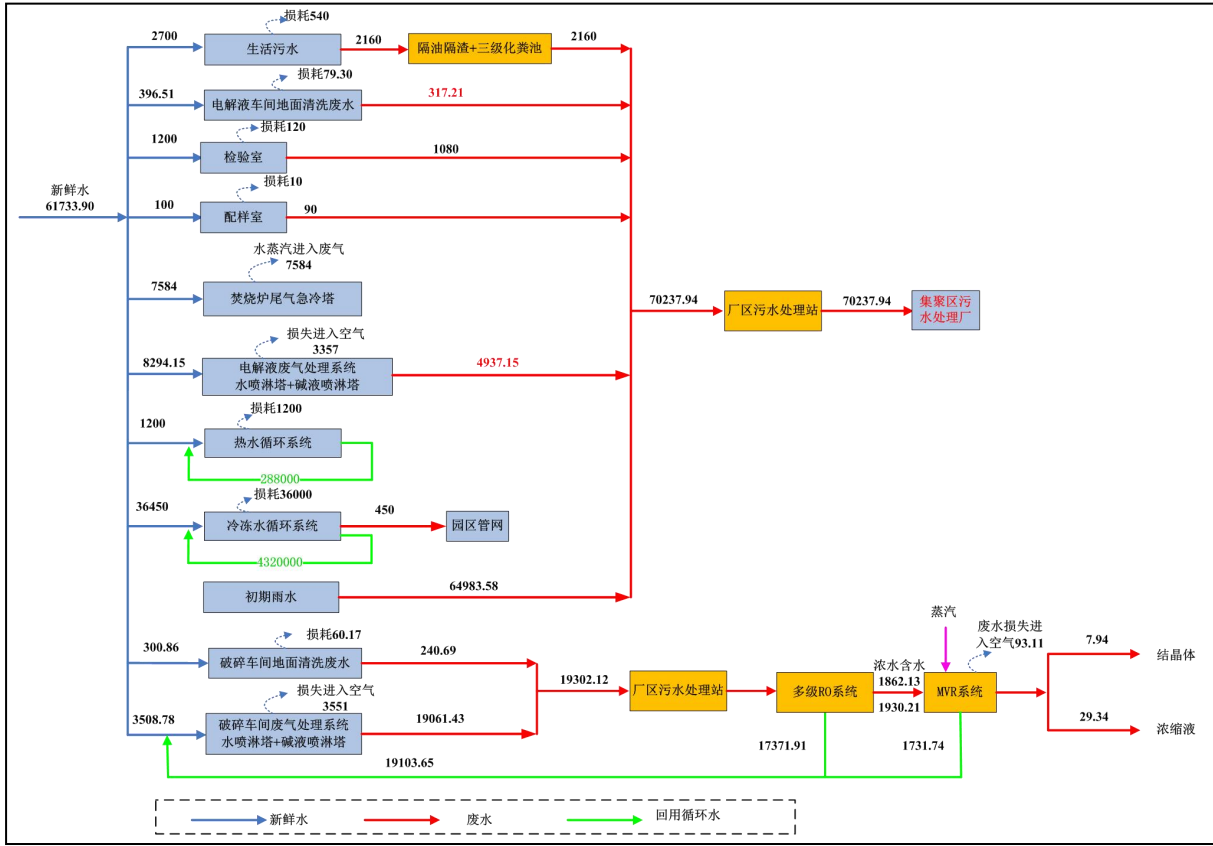 损耗540
2700
生活污水
2160
隔油隔渣+三级化粪池
2160
损耗79.30
396.51
电解液车间地面清洗废水
317.21
损耗120
1200
检验室
1080
新鲜水
61733.90
损耗10
100
配样室
90
水蒸汽进入废气
7584
7584
焚烧炉尾气急冷塔
70237.94
厂区污水处理站
70237.94
集聚区污
水处理厂
损失进入空气
3357
8294.15
电解液废气处理系统
水喷淋塔+碱液喷淋塔
4937.15
损耗1200
1200
热水循环系统
288000
损耗36000
36450
冷冻水循环系统
450
园区管网
4320000
初期雨水
64983.58
损耗60.17
300.86
破碎车间地面清洗废水
240.69
19302.12
厂区污水处理站
多级RO系统
浓水含水
1862.13
1930.21
蒸汽
MVR系统
废水损失进
入空气93.11
7.94
结晶体
29.34
浓缩液
损失进入空气
3551
3508.78
破碎车间废气处理系统
水喷淋塔+碱液喷淋塔
19061.43
17371.91
1731.74
19103.65
新鲜水
废水
回用循环水